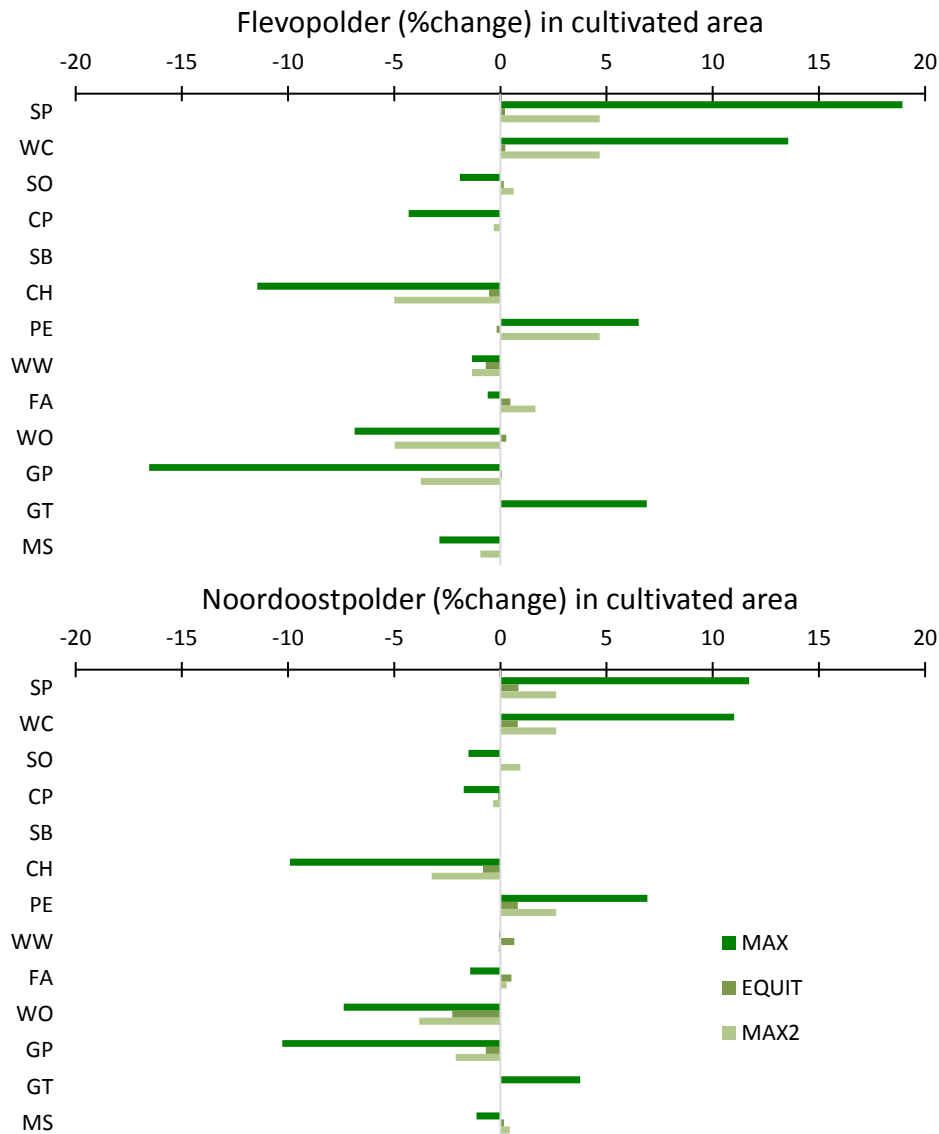 Flevopolder (%change) in cultivated area
-20 -15 -10 -5 0 5 10 15 20
SP
WC
SO
CP
SB
CH
PE
WW
FA
WO
GP
GT
MS
Noordoostpolder (%change) in cultivated area
-20 -15 -10 -5 0 5 10 15 20
SP
WC
SO
CP
SB
CH
PE
WW
FA
WO
GP
GT
MS
MAX
EQUIT
MAX2